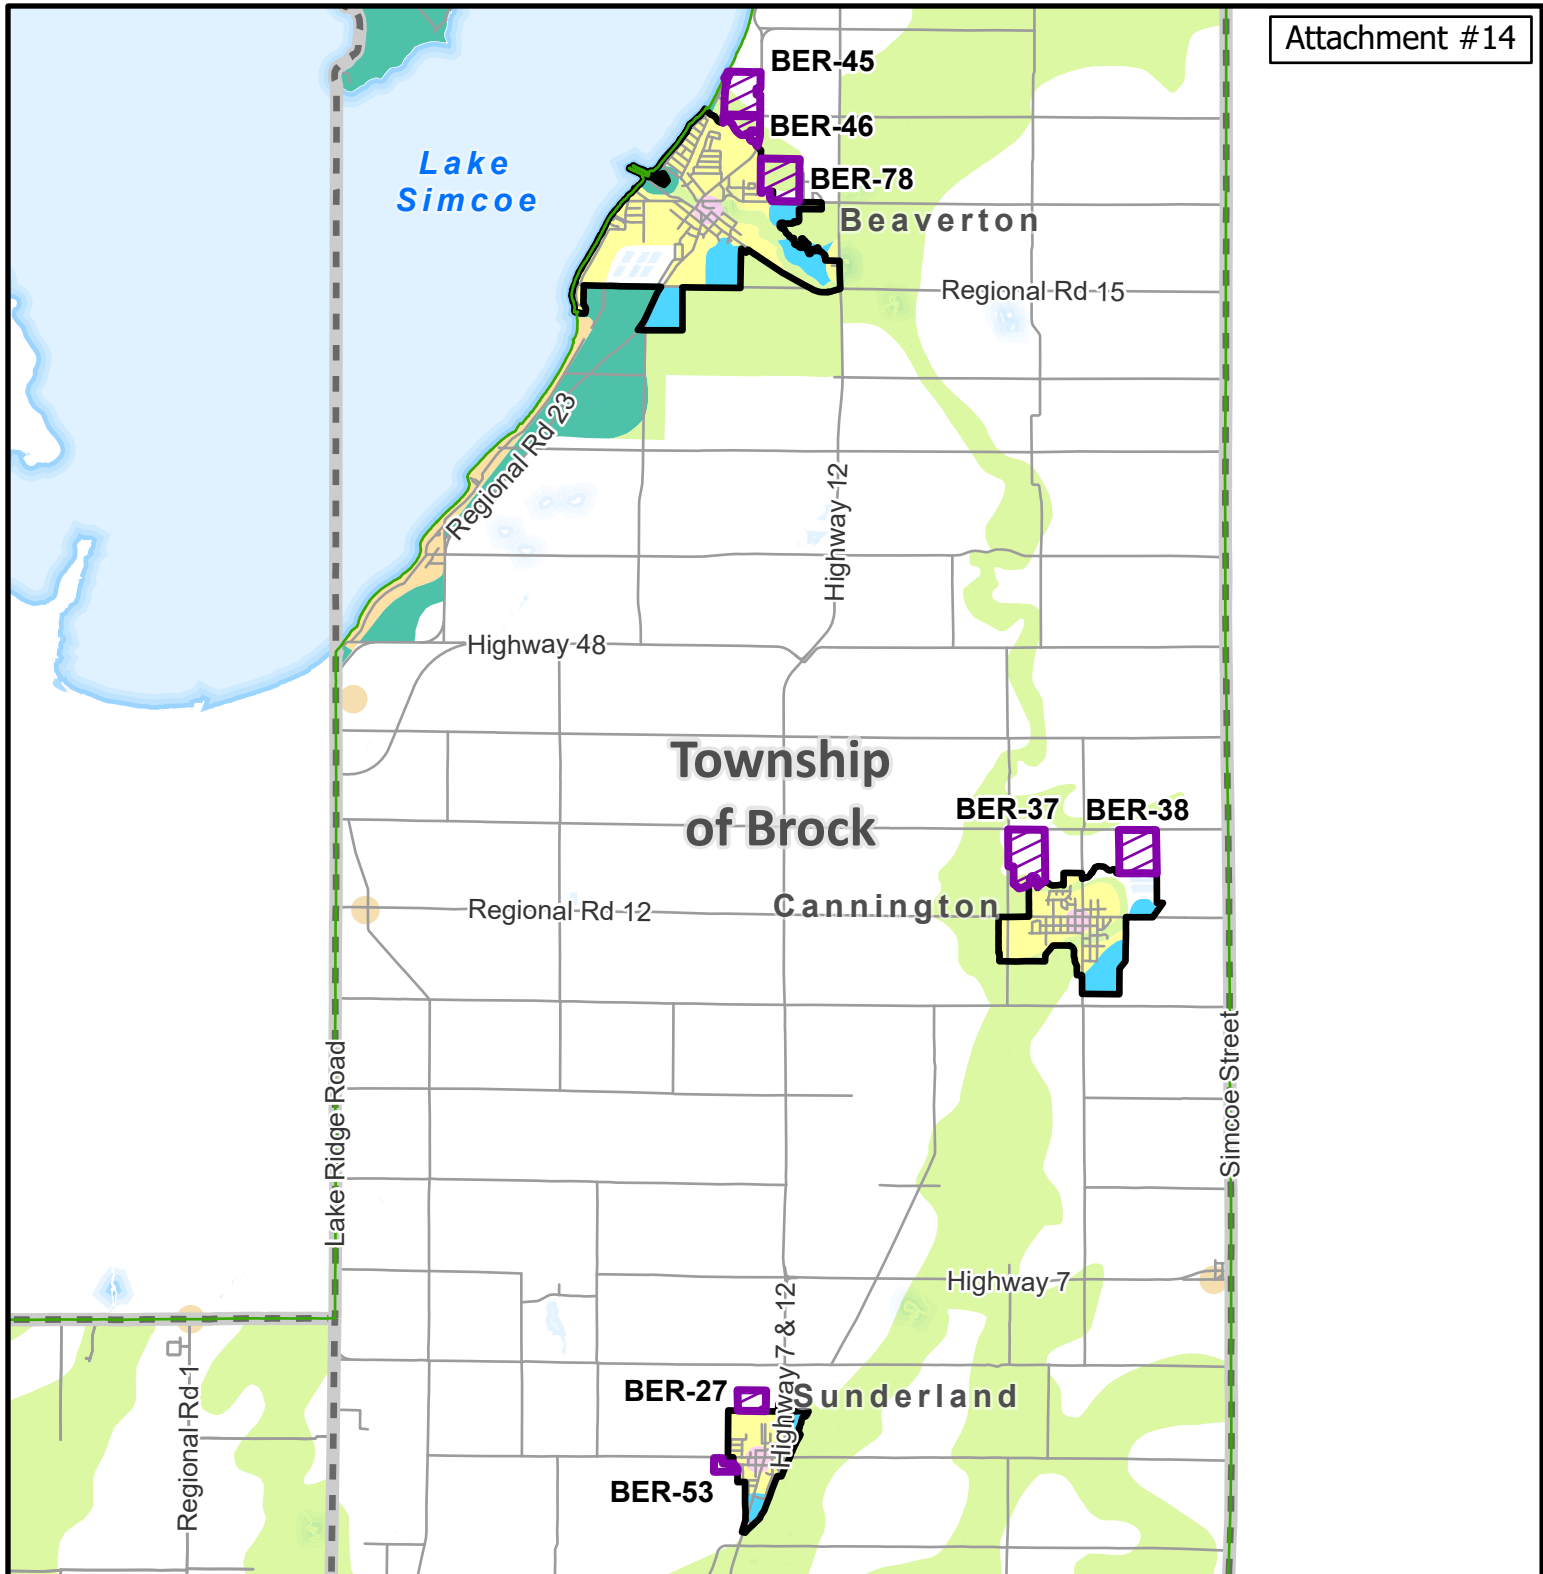 Attachment #14
BER-45
BER-46
Lake
Simcoe
BER-78
Beaverton
Regional Rd 15
Regional Rd 23
Highway 12
Highway 48
Township
of Brock
BER-37
BER-38
Cannington
Regional Rd 12
Lake Ridge Road
Simcoe Street
Highway 7
Highway 7 & 12
Regional Rd 1
BER-27
Sunderland
BER-53